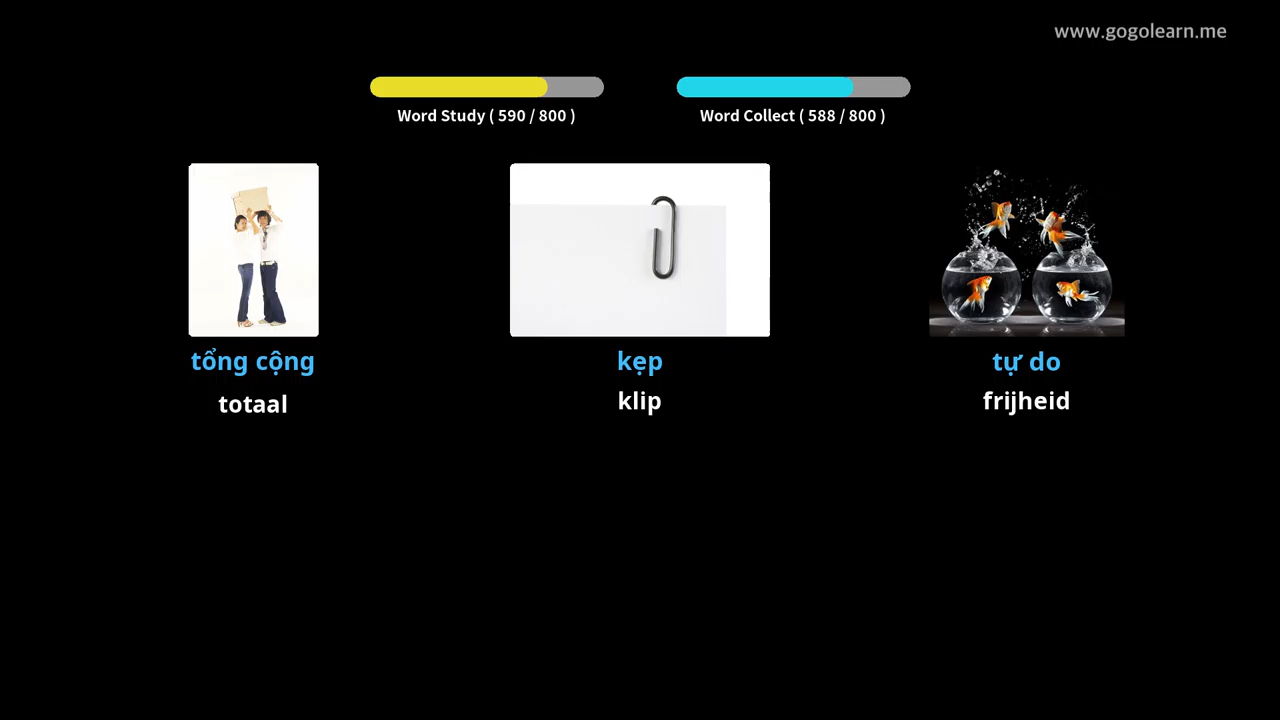 www.gogolearn.me
Word Study ( 590 / 800 )
Word Collect ( 588 / 800 )
tổng cộng
kẹp
tự do
totaal
klip
frijheid